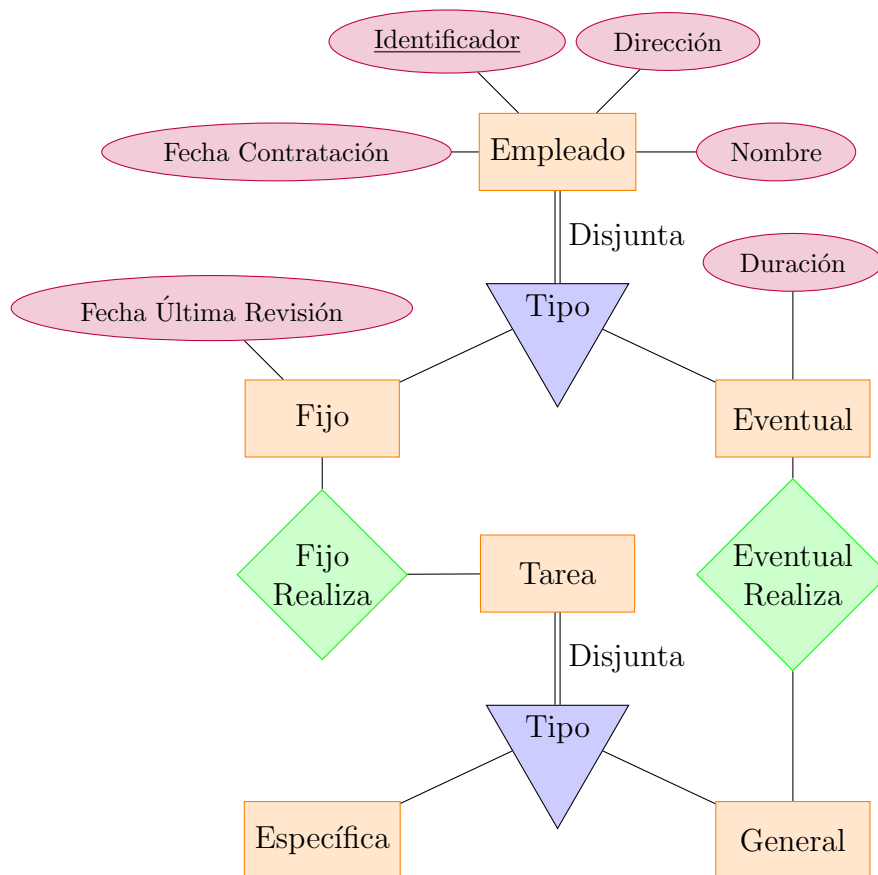 Identificador
Dirección
Fecha Contratación
Empleado
Nombre
Disjunta
Duración
Fecha Última Revisión
Tipo
Fijo
Eventual
Fijo
Realiza
Tarea
Eventual
Realiza
Disjunta
Tipo
Específica
General